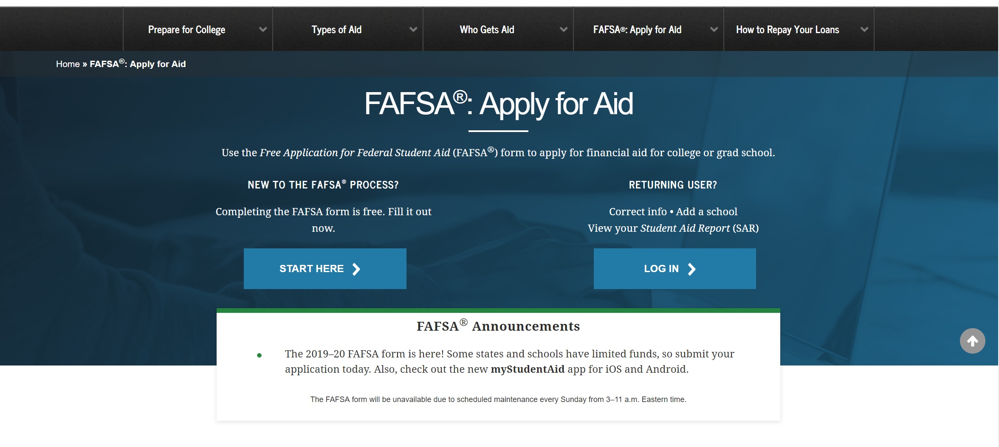 Prepare for College
Types of Aid
Who Gets Aid
FAFSA®: Apply for Aid
How to Repay Your Loans
Home » FAFSA®: Apply for Aid
FAFSA®: Apply for Aid
Use the Free Application for Federal Student Aid (FAFSA®) form to apply for financial aid for college or grad school.
NEW TO THE FAFSA® PROCESS?
Completing the FAFSA form is free. Fill it out
now.
START HERE
RETURNING USER?
Correct info • Add a school
View your Student Aid Report (SAR)
LOG IN
FAFSA® Announcements
The 2019–20 FAFSA form is here! Some states and schools have limited funds, so submit your
application today. Also, check out the new myStudentAid app for iOS and Android.
The FAFSA form will be unavailable due to scheduled maintenance every Sunday from 3–11 a.m. Eastern time.